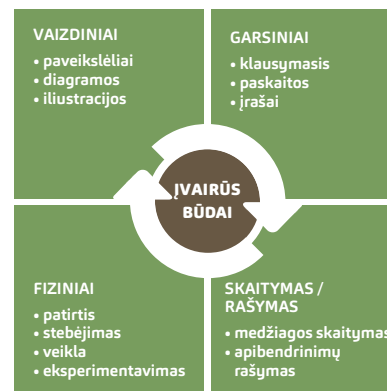 VAIZDINIAI
• paveikslėliai
• diagramos
• iliustracijos
GARSINIAI
• klausymasis
• paskaitos
• įrašai
ĮVAIRŪS
BŪDAI
FIZINIAI
• patirtis
• stebėjimas
• veikla
• eksperimentavimas
SKAITYMAS /
RAŠYMAS
• medžiagos skaitymas
• apibendrinimų
rašymas